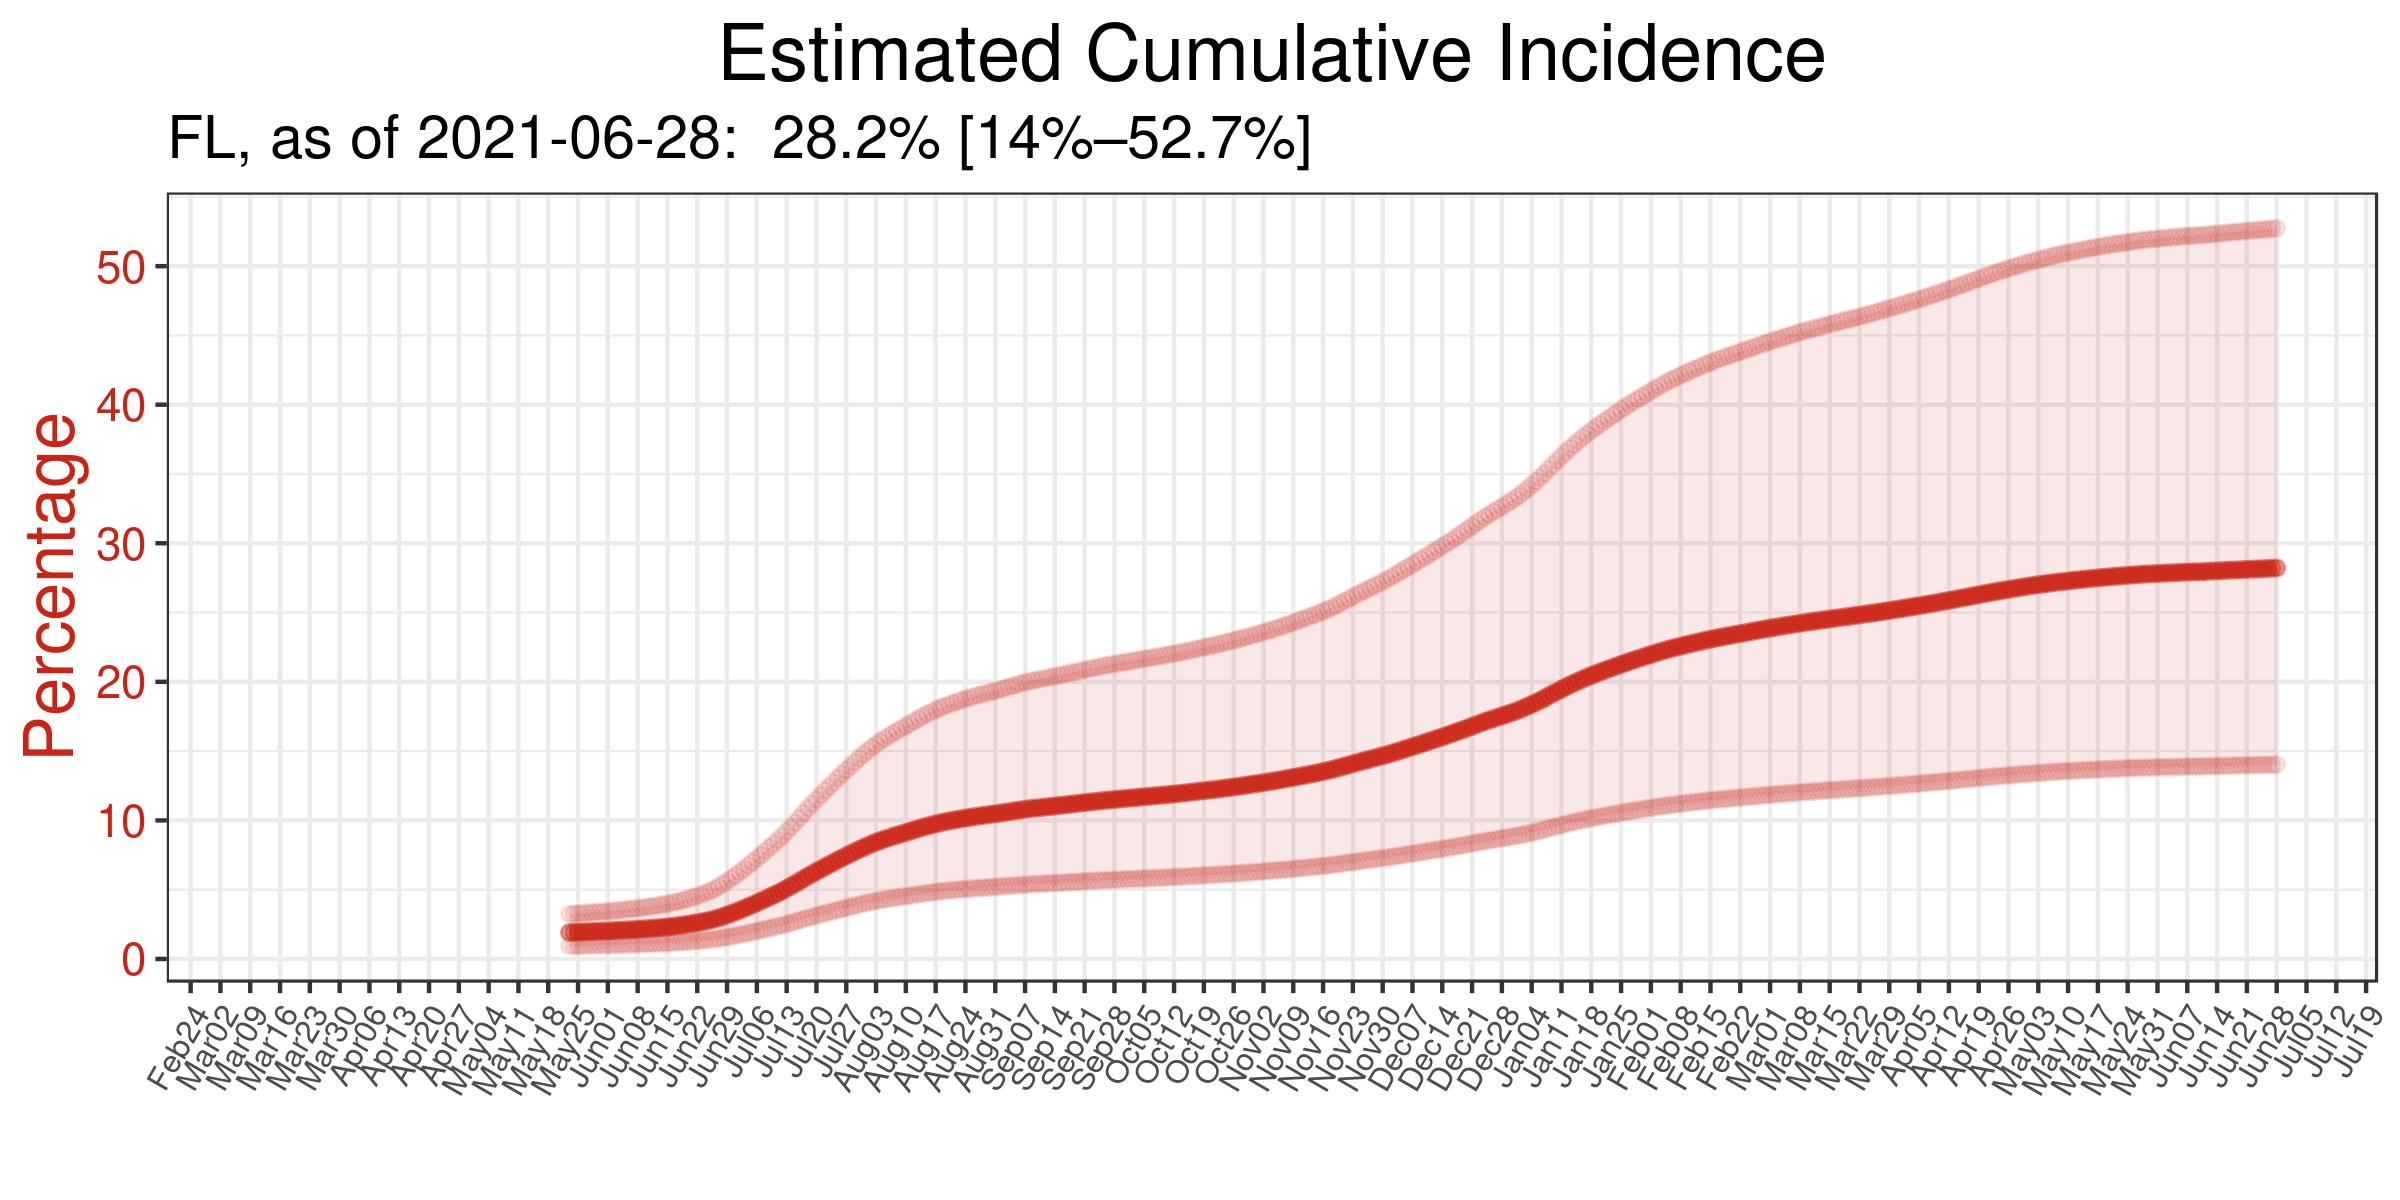 Estimated Cumulative Incidence
FL, as of 2021-06-28:  28.2% [14%–52.7%]
Percentage
50
40
30
20
10
0
Feb24
Mar02
Mar09
Mar16
Mar23
Mar30
Apr06
Apr13
Apr20
Apr27
May04
May11
May18
May25
Jun01
Jun08
Jun15
Jun22
Jun29
Jul06
Jul13
Jul20
Jul27
Aug03
Aug10
Aug17
Aug24
Aug31
Sep07
Sep14
Sep21
Sep28
Oct05
Oct12
Oct19
Oct26
Nov02
Nov09
Nov16
Nov23
Nov30
Dec07
Dec14
Dec21
Dec28
Jan04
Jan11
Jan18
Jan25
Feb01
Feb08
Feb15
Feb22
Mar01
Mar08
Mar15
Mar22
Mar29
Apr05
Apr12
Apr19
Apr26
May03
May10
May17
May24
May31
Jun07
Jun14
Jun21
Jun28
Jul05
Jul12
Jul19